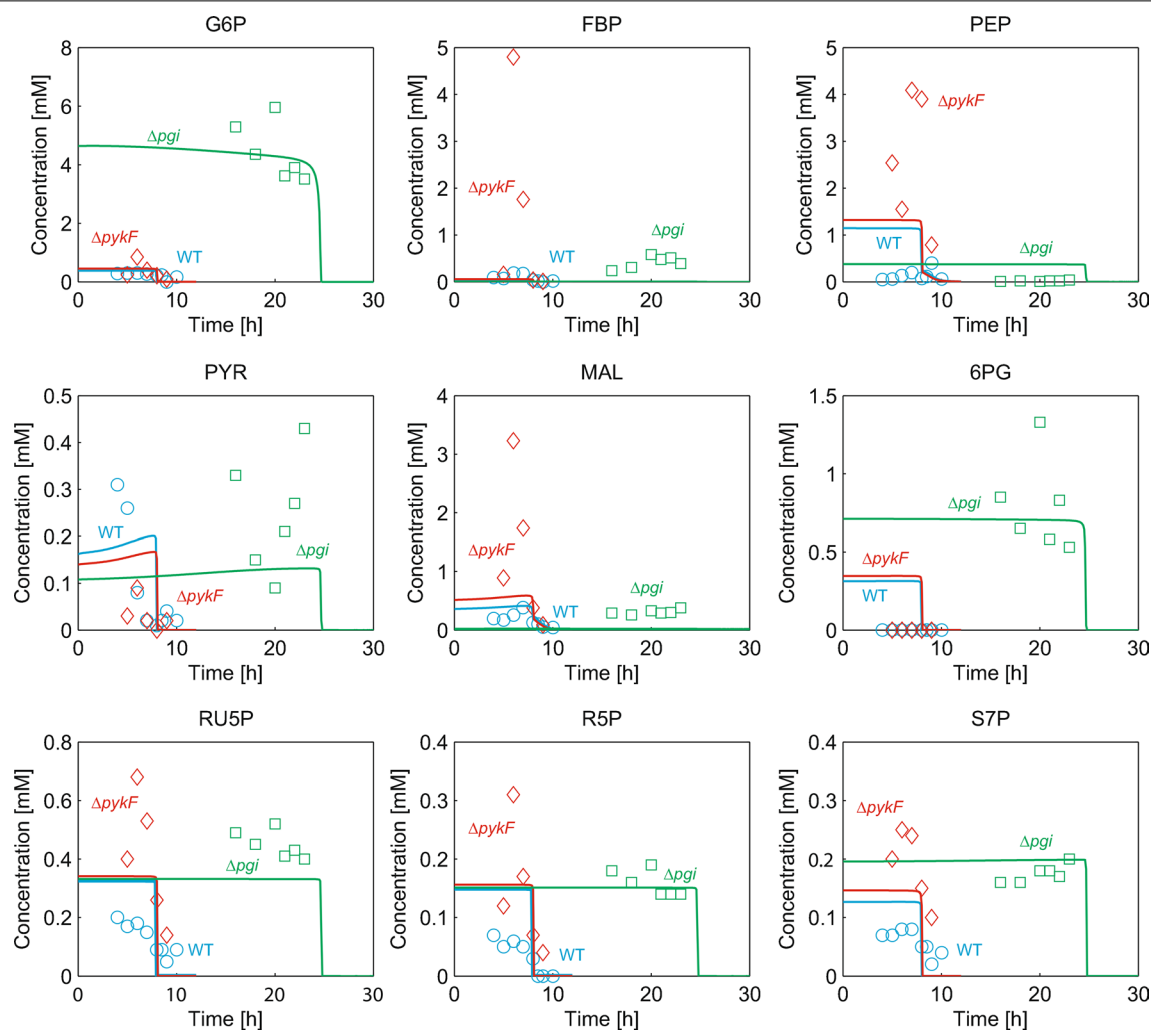 G6P
Concentration [mM]
8
6
4
2
0
Δpgi
ΔpykF
WT
0 10 20 30
Time [h]
FBP
Concentration [mM]
5
4
3
2
1
0
ΔpykF
Δpgi
WT
0 10 20 30
Time [h]
PEP
Concentration [mM]
5
4
3
2
1
0
ΔpykF
WT
Δpgi
0 10 20 30
Time [h]
PYR
Concentration [mM]
0.5
0.4
0.3
0.2
0.1
0
WT
Δpgi
ΔpykF
0 10 20 30
Time [h]
MAL
Concentration [mM]
4
3
2
1
0
ΔpykF
Δpgi
WT
0 10 20 30
Time [h]
6PG
Concentration [mM]
1.5
1
0.5
0
Δpgi
ΔpykF
WT
0 10 20 30
Time [h]
RU5P
Concentration [mM]
0.8
0.6
0.4
0.2
0
ΔpykF
Δpgi
WT
0 10 20 30
Time [h]
R5P
Concentration [mM]
0.4
0.3
0.2
0.1
0
ΔpykF
Δpgi
WT
0 10 20 30
Time [h]
S7P
Concentration [mM]
0.4
0.3
0.2
0.1
0
ΔpykF
Δpgi
WT
0 10 20 30
Time [h]